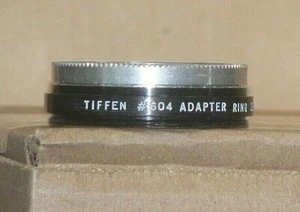 TIFFEN #604 ADAPTER RING